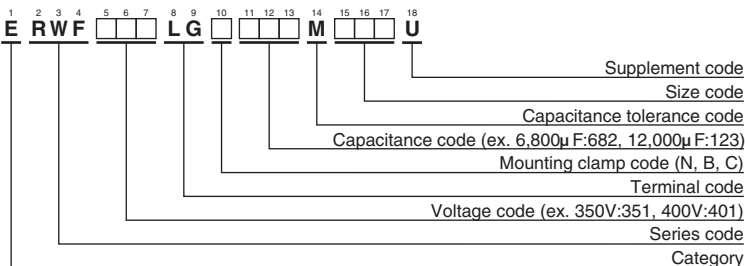 1 2 3 4 5 6 7 8 9 10 11 12 13 14 15 16 17 18
E RWF □□□ LG □ □□□ M □□□ U
Supplement code
Size code
Capacitance tolerance code
Capacitance code (ex. 6,800μF:682, 12,000μF:123)
Mounting clamp code (N, B, C)
Terminal code
Voltage code (ex. 350V:351, 400V:401)
Series code
Category